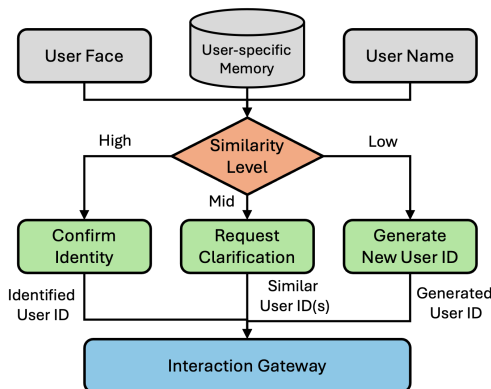 User Face
User-specific
Memory
User Name
High
Similarity
Level
Low
Mid
Confirm
Identity
Request
Clarification
Generate
New User ID
Identified
User ID
Similar
User ID(s)
Generated
User ID
Interaction Gateway